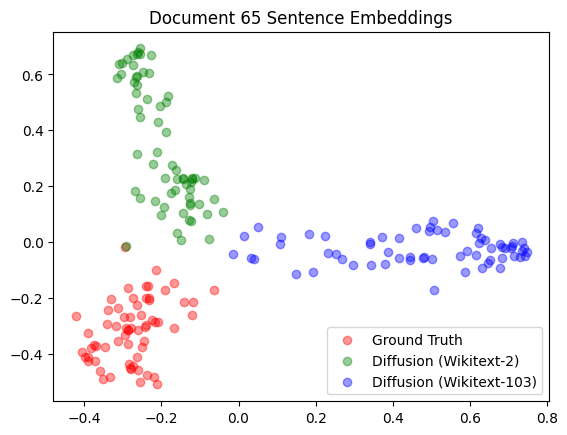 Document 65 Sentence Embeddings
0.6
0.4
0.2
0.0
−0.2
−0.4
Ground Truth
Diffusion (Wikitext-2)
Diffusion (Wikitext-103)
−0.4 −0.2 0.0 0.2 0.4 0.6 0.8